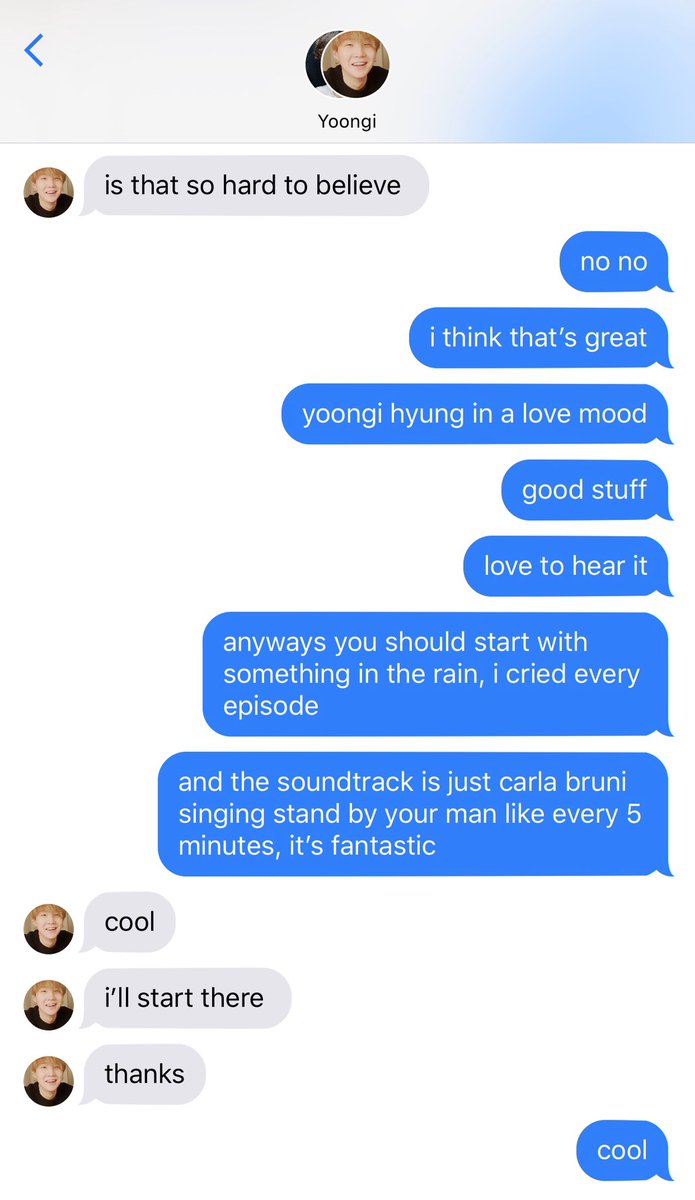 Yoongi
is that so hard to believe
no no
i think that’s great
yoongi hyung in a love mood
good stuff
love to hear it
anyways you should start with
something in the rain, i cried every
episode
and the soundtrack is just carla bruni
singing stand by your man like every 5
minutes, it’s fantastic
cool
i’ll start there
thanks
cool